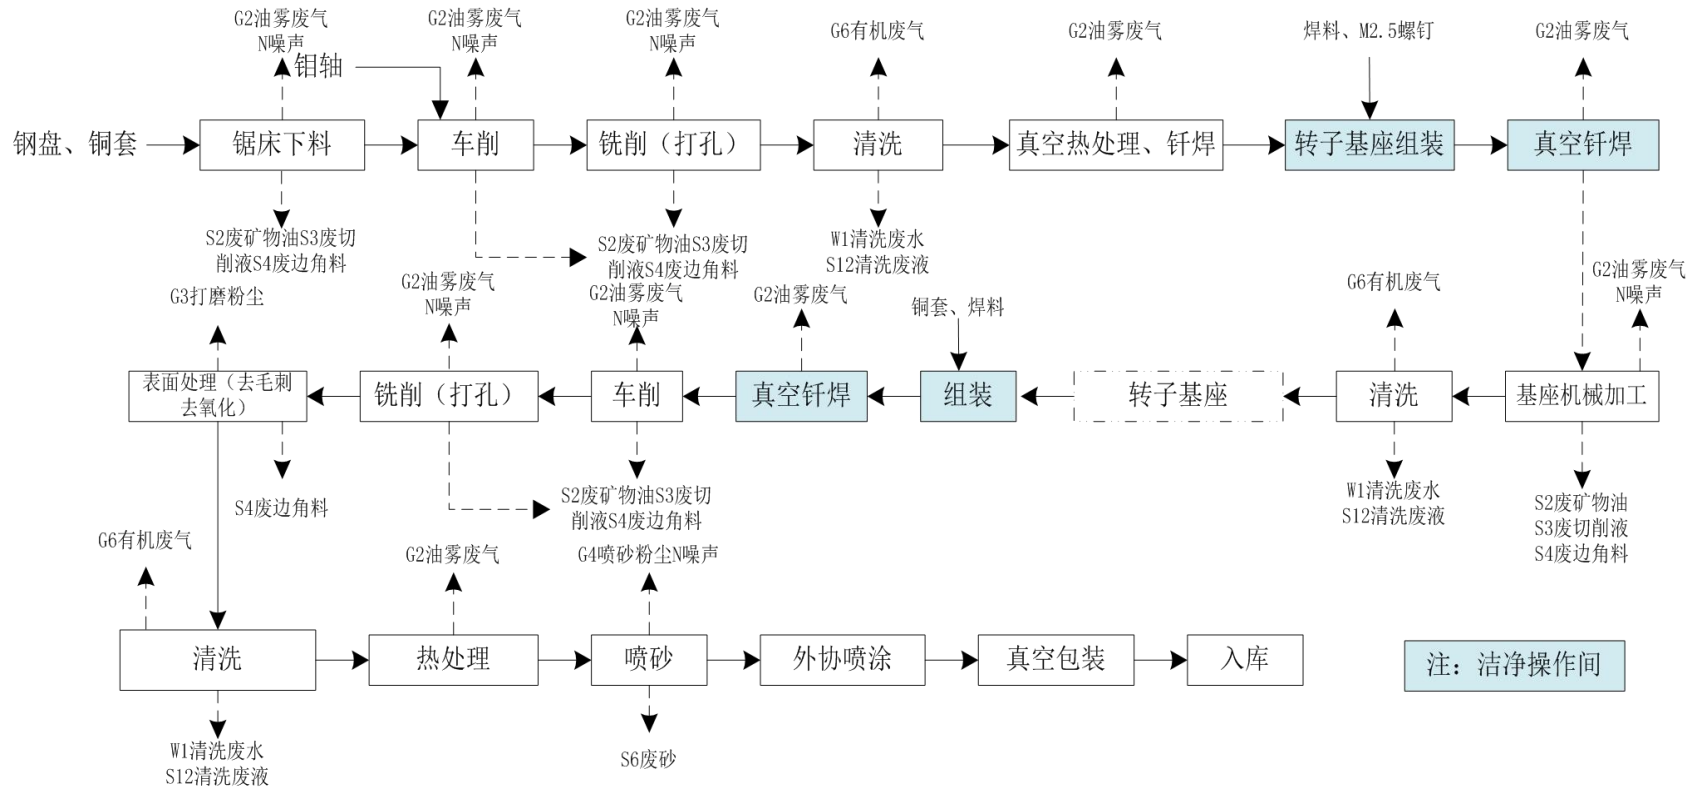 G2油雾废气
N噪声
钼轴
G2油雾废气
N噪声
G2油雾废气
N噪声
G6有机废气
G2油雾废气
焊料、M2.5螺钉
G2油雾废气
钢盘、铜套
锯床下料
车削
铣削（打孔）
清洗
真空热处理、钎焊
转子基座组装
真空钎焊
S2废矿物油S3废切
削液S4废边角料
S2废矿物油S3废切
削液S4废边角料
W1清洗废水
S12清洗废液
G3打磨粉尘
G2油雾废气
N噪声
G2油雾废气
N噪声
G2油雾废气
铜套、焊料
G6有机废气
G2油雾废气
N噪声
表面处理（去毛刺
去氧化）
铣削（打孔）
车削
真空钎焊
组装
转子基座
清洗
基座机械加工
S4废边角料
S2废矿物油S3废切
削液S4废边角料
W1清洗废水
S12清洗废液
S2废矿物油
S3废切削液
S4废边角料
G6有机废气
G2油雾废气
G4喷砂粉尘N噪声
清洗
热处理
喷砂
外协喷涂
真空包装
入库
注：洁净操作间
W1清洗废水
S12清洗废液
S6废砂